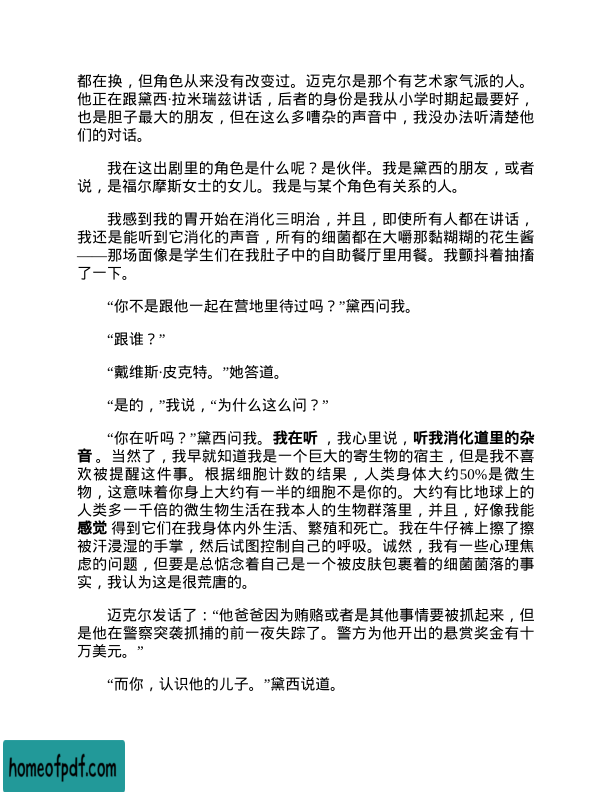 都在换，但角色从来没有改变过。迈克尔是那个有艺术家气派的人。
他正在跟黛西·拉米瑞兹讲话，后者的身份是我从小学时期起最要好，
也是胆子最大的朋友，但在这么多嘈杂的声音中，我没办法听清楚他
们的对话。
我在这出剧里的角色是什么呢？是伙伴。我是黛西的朋友，或者
说，是福尔摩斯女士的女儿。我是与某个角色有关系的人。
我感到我的胃开始在消化三明治，并且，即使所有人都在讲话，
我还是能听到它消化的声音，所有的细菌都在大嚼那黏糊糊的花生酱
——那场面像是学生们在我肚子中的自助餐厅里用餐。我颤抖着抽搐
了一下。
“你不是跟他一起在营地里待过吗？”黛西问我。
“跟谁？”
“戴维斯·皮克特。”她答道。
“是的，”我说，“为什么这么问？”
“你在听吗？”黛西问我。我在听 ，我心里说，听我消化道里的杂
音 。当然了，我早就知道我是一个巨大的寄生物的宿主，但是我不喜
欢被提醒这件事。根据细胞计数的结果，人类身体大约50%是微生
物，这意味着你身上大约有一半的细胞不是你的。大约有比地球上的
人类多一千倍的微生物生活在我本人的生物群落里，并且，好像我能
感觉 得到它们在我身体内外生活、繁殖和死亡。我在牛仔裤上擦了擦
被汗浸湿的手掌，然后试图控制自己的呼吸。诚然，我有一些心理焦
虑的问题，但要是总惦念着自己是一个被皮肤包裹着的细菌菌落的事
实，我认为这是很荒唐的。
迈克尔发话了：“他爸爸因为贿赂或者是其他事情要被抓起来，但
是他在警察突袭抓捕的前一夜失踪了。警方为他开出的悬赏奖金有十
万美元。”
“而你，认识他的儿子。”黛西说道。
homeofpdf.com